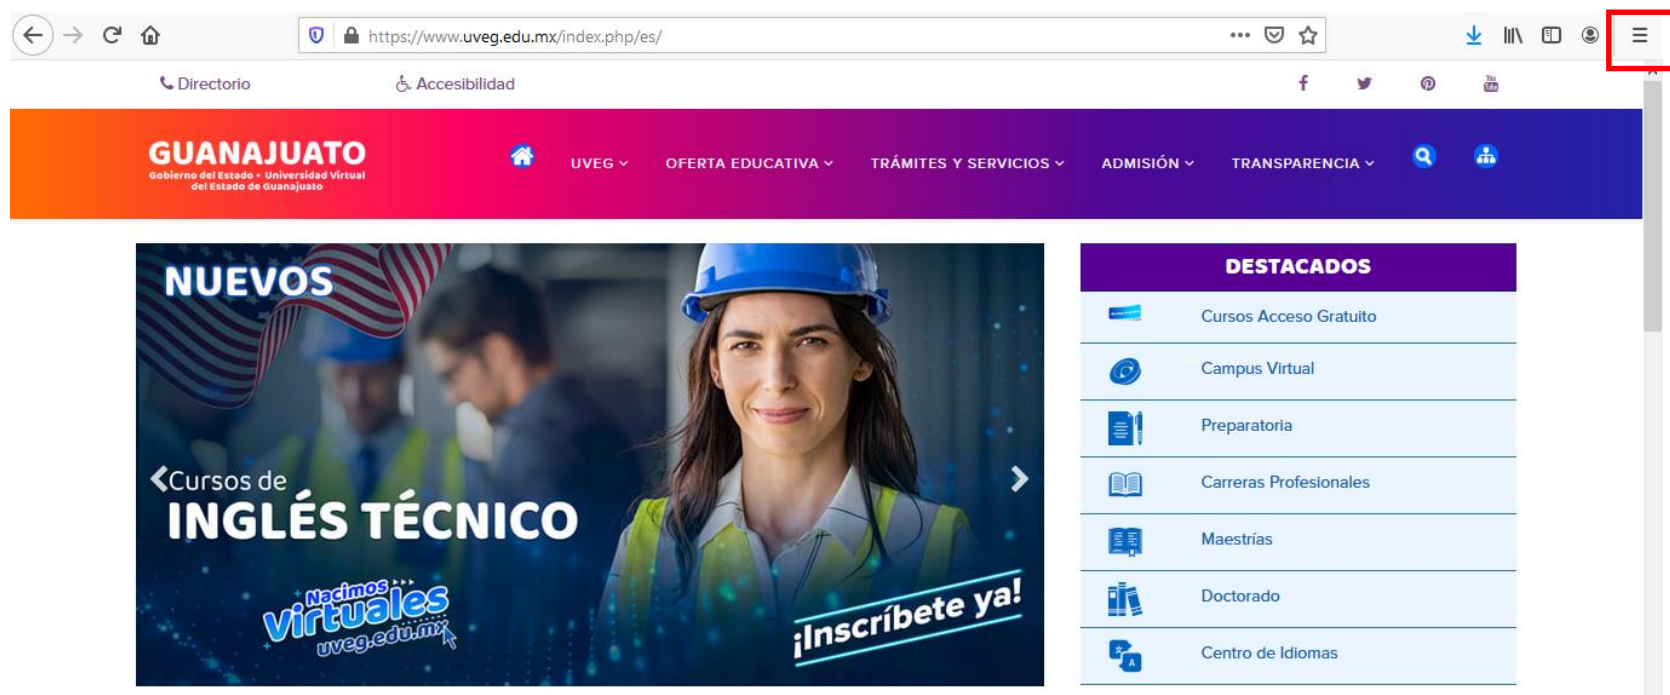 https://www.uveg.edu.mx/index.php/es/
Directorio
Accesibilidad
You
Tube
GUANAJUATO
Gobierno del Estado • Universidad Virtual
del Estado de Guanajuato
UVEG
OFERTA EDUCATIVA
TRÁMITES Y SERVICIOS
ADMISIÓN
TRANSPARENCIA
NUEVOS
Cursos de
INGLÉS TÉCNICO
Nacimos
Virtuales
uveg.edu.mx
¡Inscríbete ya!
DESTACADOS
Cursos Acceso Gratuito
Campus Virtual
Preparatoria
Carreras Profesionales
Maestrías
Doctorado
Centro de Idiomas